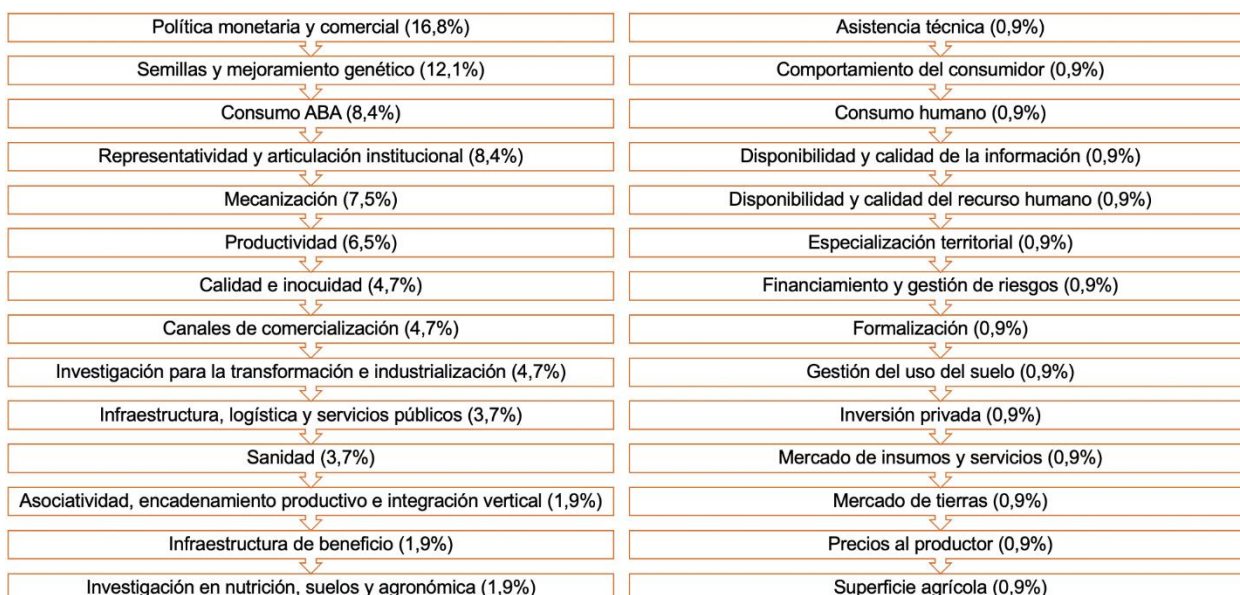 Política monetaria y comercial (16,8%)
Semillas y mejoramiento genético (12,1%)
Consumo ABA (8,4%)
Representatividad y articulación institucional (8,4%)
Mecanización (7,5%)
Productividad (6,5%)
Calidad e inocuidad (4,7%)
Canales de comercialización (4,7%)
Investigación para la transformación e industrialización (4,7%)
Infraestructura, logística y servicios públicos (3,7%)
Sanidad (3,7%)
Asociatividad, encadenamiento productivo e integración vertical (1,9%)
Infraestructura de beneficio (1,9%)
Investigación en nutrición, suelos y agronómica (1,9%)
Asistencia técnica (0,9%)
Comportamiento del consumidor (0,9%)
Consumo humano (0,9%)
Disponibilidad y calidad de la información (0,9%)
Disponibilidad y calidad del recurso humano (0,9%)
Especialización territorial (0,9%)
Financiamiento y gestión de riesgos (0,9%)
Formalización (0,9%)
Gestión del uso del suelo (0,9%)
Inversión privada (0,9%)
Mercado de insumos y servicios (0,9%)
Mercado de tierras (0,9%)
Precios al productor (0,9%)
Superficie agrícola (0,9%)